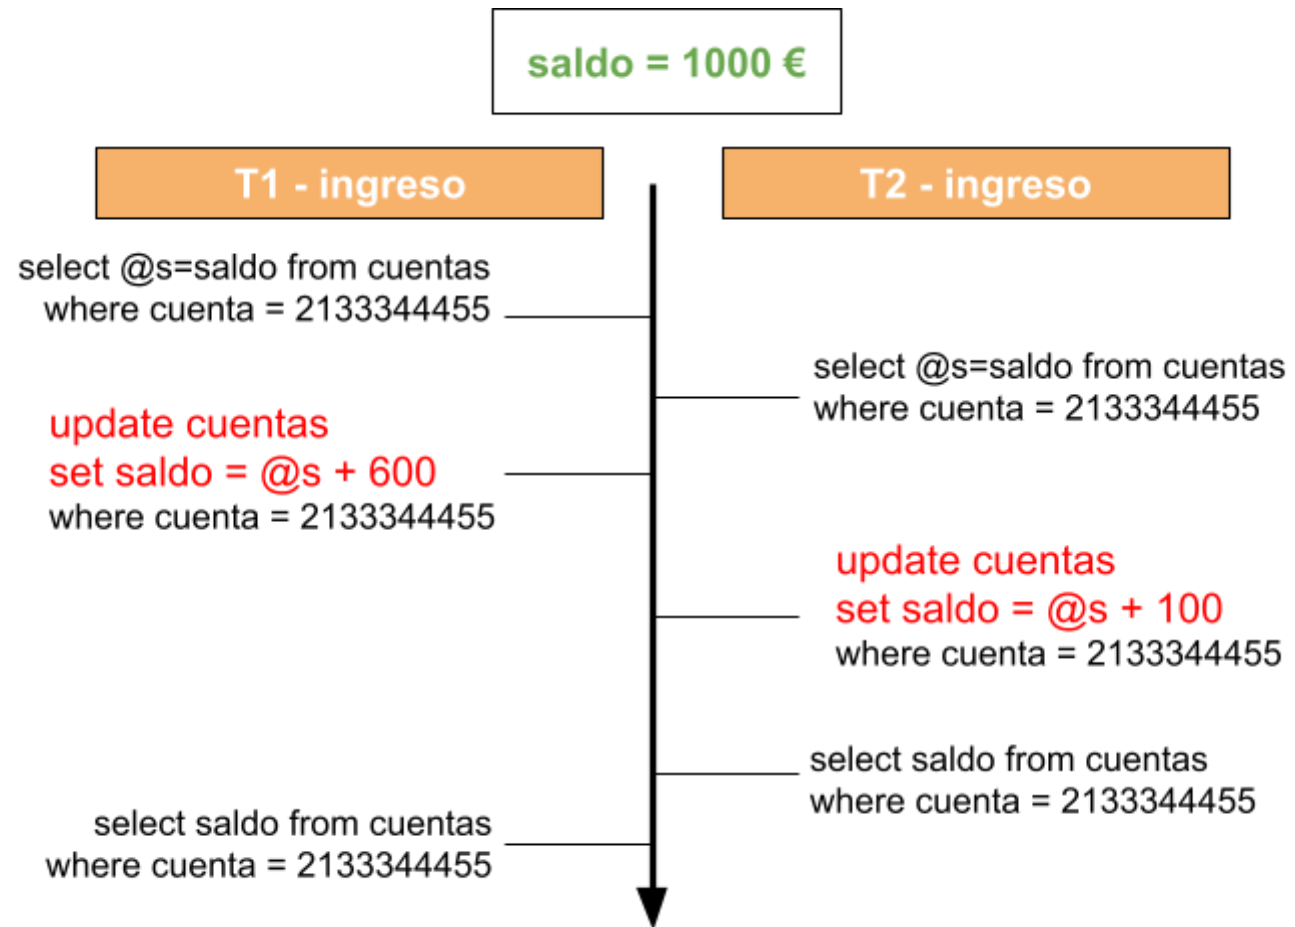 saldo = 1000 €
T1 - ingreso
T2 - ingreso
select @s=saldo from cuentas
where cuenta = 2133344455
select @s=saldo from cuentas
where cuenta = 2133344455
update cuentas
set saldo = @s + 600
where cuenta = 2133344455
update cuentas
set saldo = @s + 100
where cuenta = 2133344455
select saldo from cuentas
where cuenta = 2133344455
select saldo from cuentas
where cuenta = 2133344455